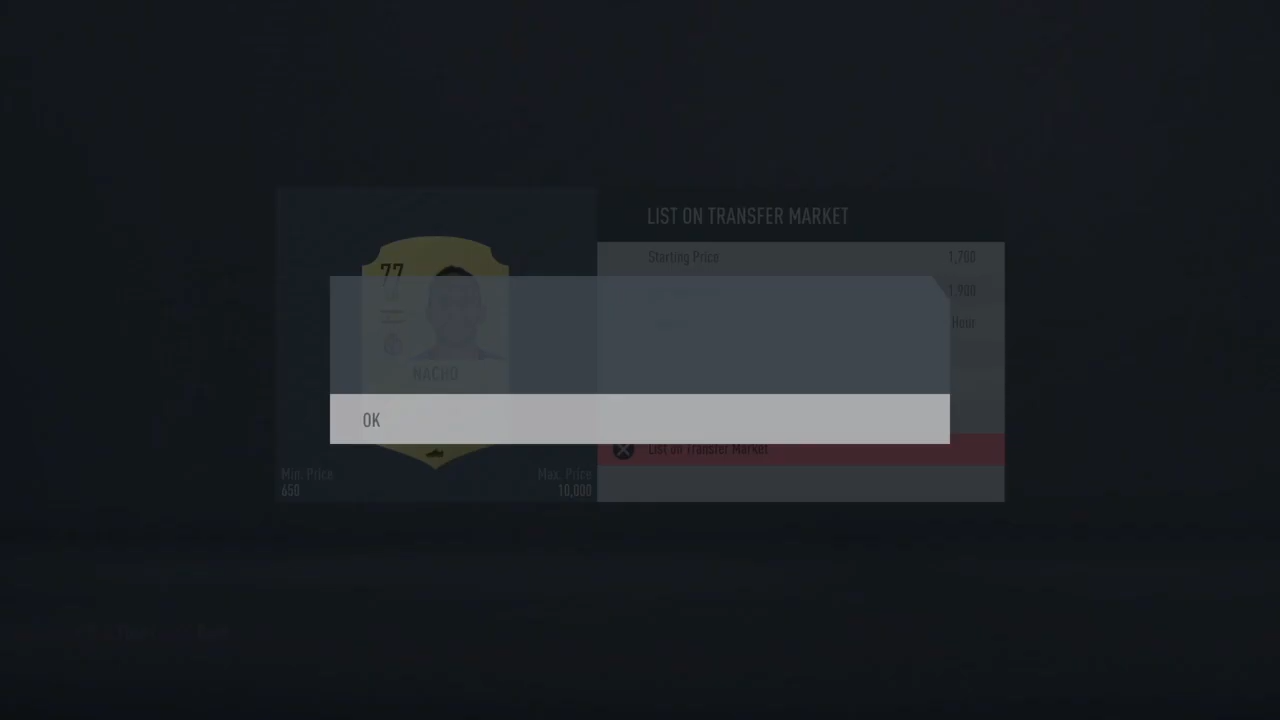 LIST ON TRANSFER MARKET
77
Starting Price 1,700
1,900
Hour
NACHO
OK
List on Transfer Market
Min. Price Max. Price
650 10,000